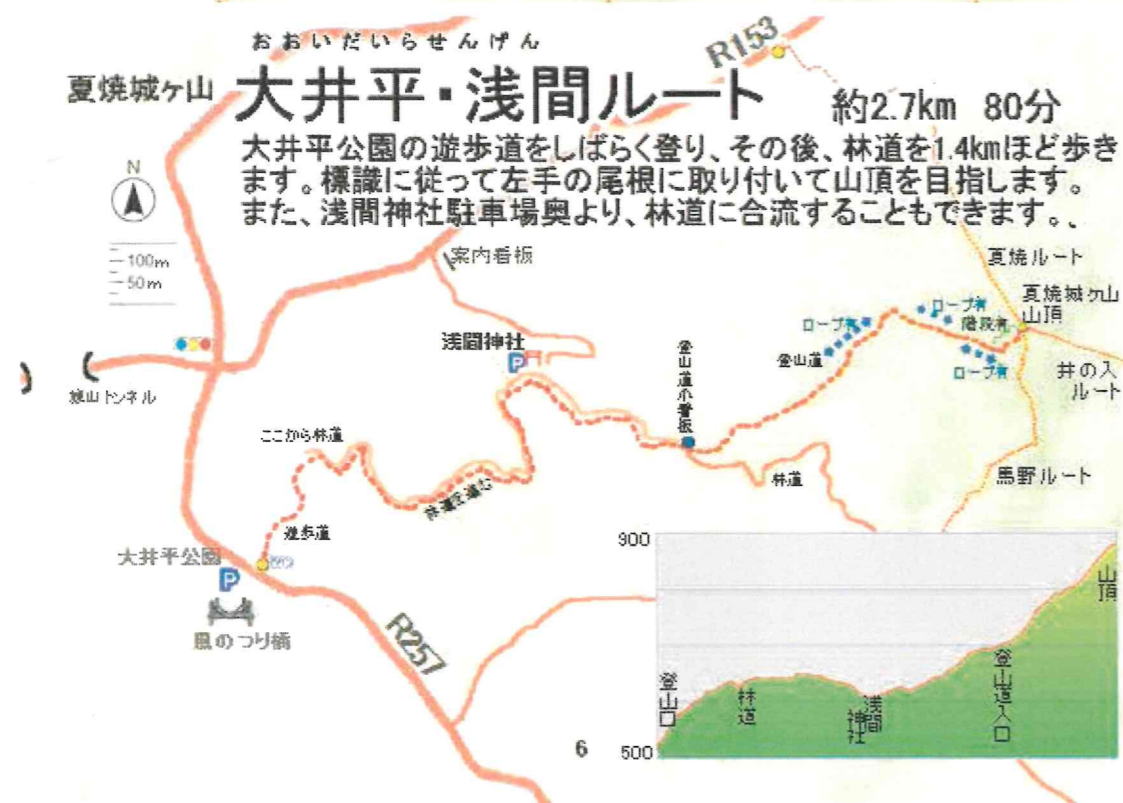 おおいだいらせんげん
夏焼城ヶ山
大井平・浅間ルート
約2.7km 80分
R153
大井平公園の遊歩道をしばらく登り、その後、林道を1.4kmほど歩き
ます。標識に従って左手の尾根に取り付いて山頂を目指します。
また、浅間神社駐車場奥より、林道に合流することもできます。
N
100m
50m
案内看板
夏焼ルート
夏焼城ヶ山
山頂
ロープ有
階段有
ロープ有
ロープ有
登山道
浅間神社
P
登山道小看板
井の入
ルート
トンネル
ここから林道
林道を進む
林道
馬野ルート
遊歩道
大井平公園
P
風のつり橋
R257
900
山頂
登山道入口
登山口
林道
浅間
神社
500
6